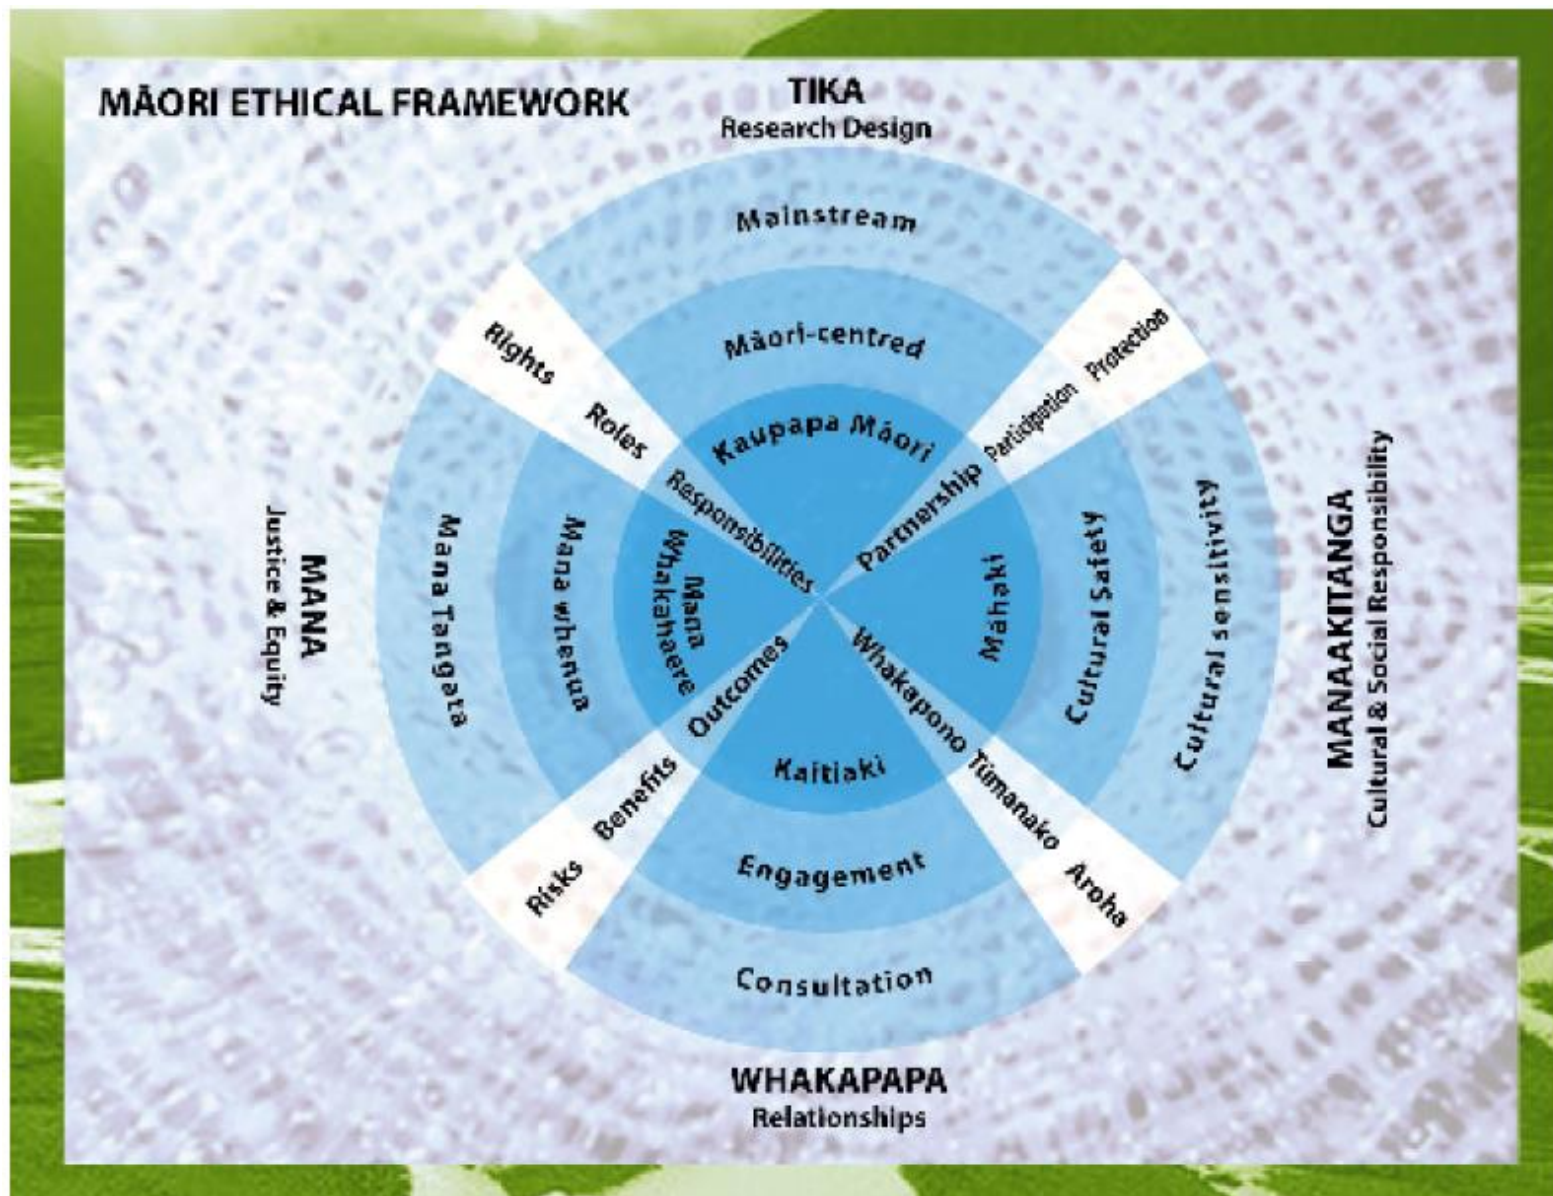 MĀORI ETHICAL FRAMEWORK
TIKA
Research Design
Mainstream
Māori-centred
Kaupapa Māori
Rights
Roles
Responsibilities
Protection
Participation
Partnership
MANA
Justice & Equity
Mana Tangata
Mana whenua
Mana
Whakahaere
Māhaki
Cultural Safety
Cultural sensitivity
MANAAKITANGA
Cultural & Social Responsibility
Outcomes
Benefits
Risks
Whakapono
Tūmanako
Aroha
Kaitiaki
Engagement
Consultation
WHAKAPAPA
Relationships